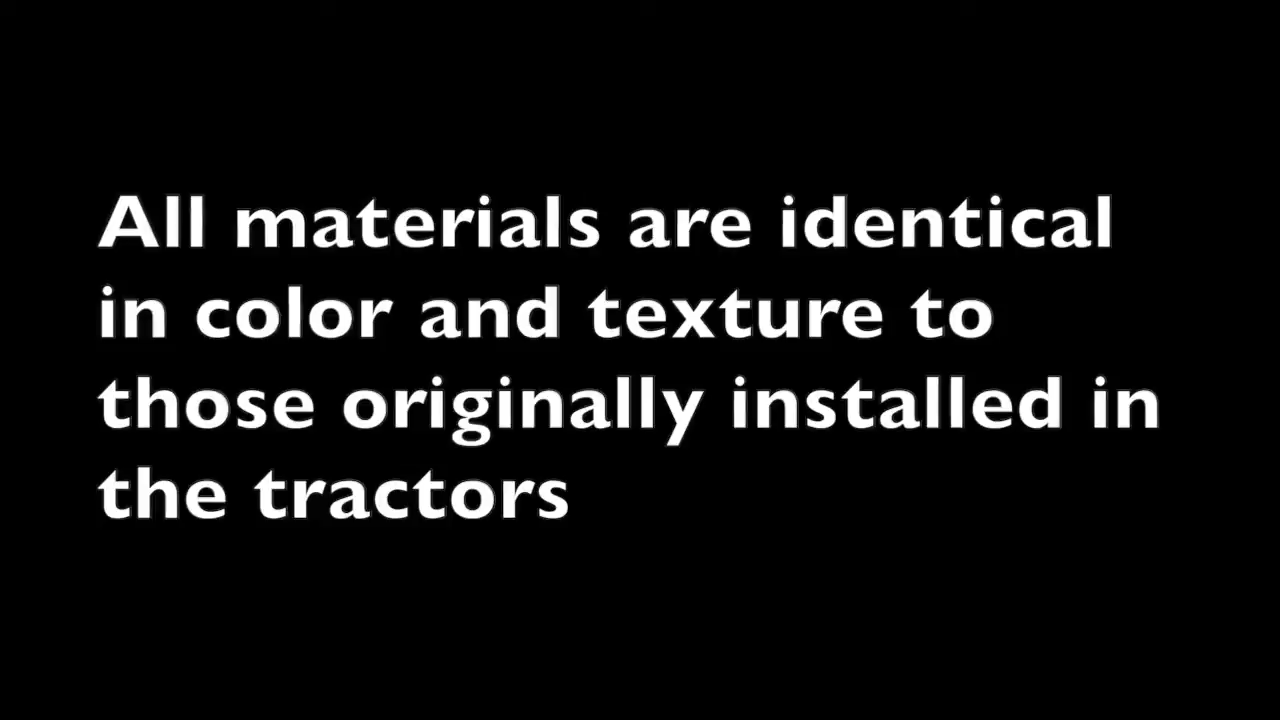 All materials are identical
in color and texture to
those originally installed in
the tractors